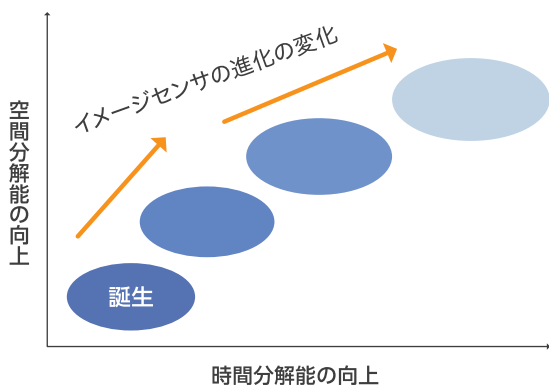 イメージセンサの進化の変化
空間分解能の向上
誕生
時間分解能の向上